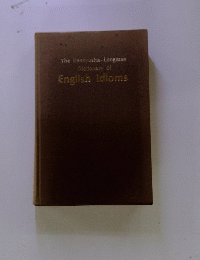 The Kenkyusha-Longman
Dictionary of
English Idioms